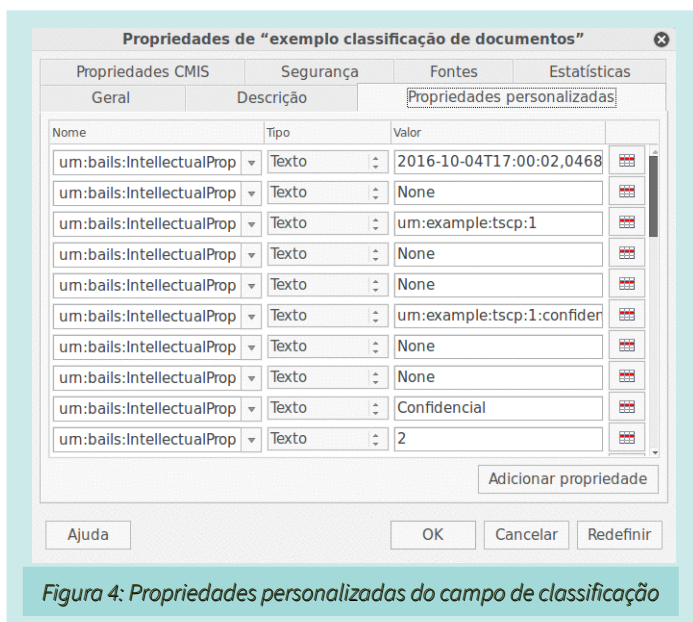 Propriedades de “exemplo classificação de documentos”
Propriedades CMIS Segurança Fontes Estatísticas
Geral Descrição Propriedades personalizadas
Nome Tipo Valor
urn:bails:IntellectualProp Texto 2016-10-04T17:00:02,0468
urn:bails:IntellectualProp Texto None
urn:bails:IntellectualProp Texto urn:example:tscp:1
urn:bails:IntellectualProp Texto None
urn:bails:IntellectualProp Texto None
urn:bails:IntellectualProp Texto urn:example:tscp:1:confiden
urn:bails:IntellectualProp Texto None
urn:bails:IntellectualProp Texto None
urn:bails:IntellectualProp Texto Confidencial
urn:bails:IntellectualProp Texto 2
Adicionar propriedade
Ajuda OK Cancelar Redefinir
Figura 4: Propriedades personalizadas do campo de classificação